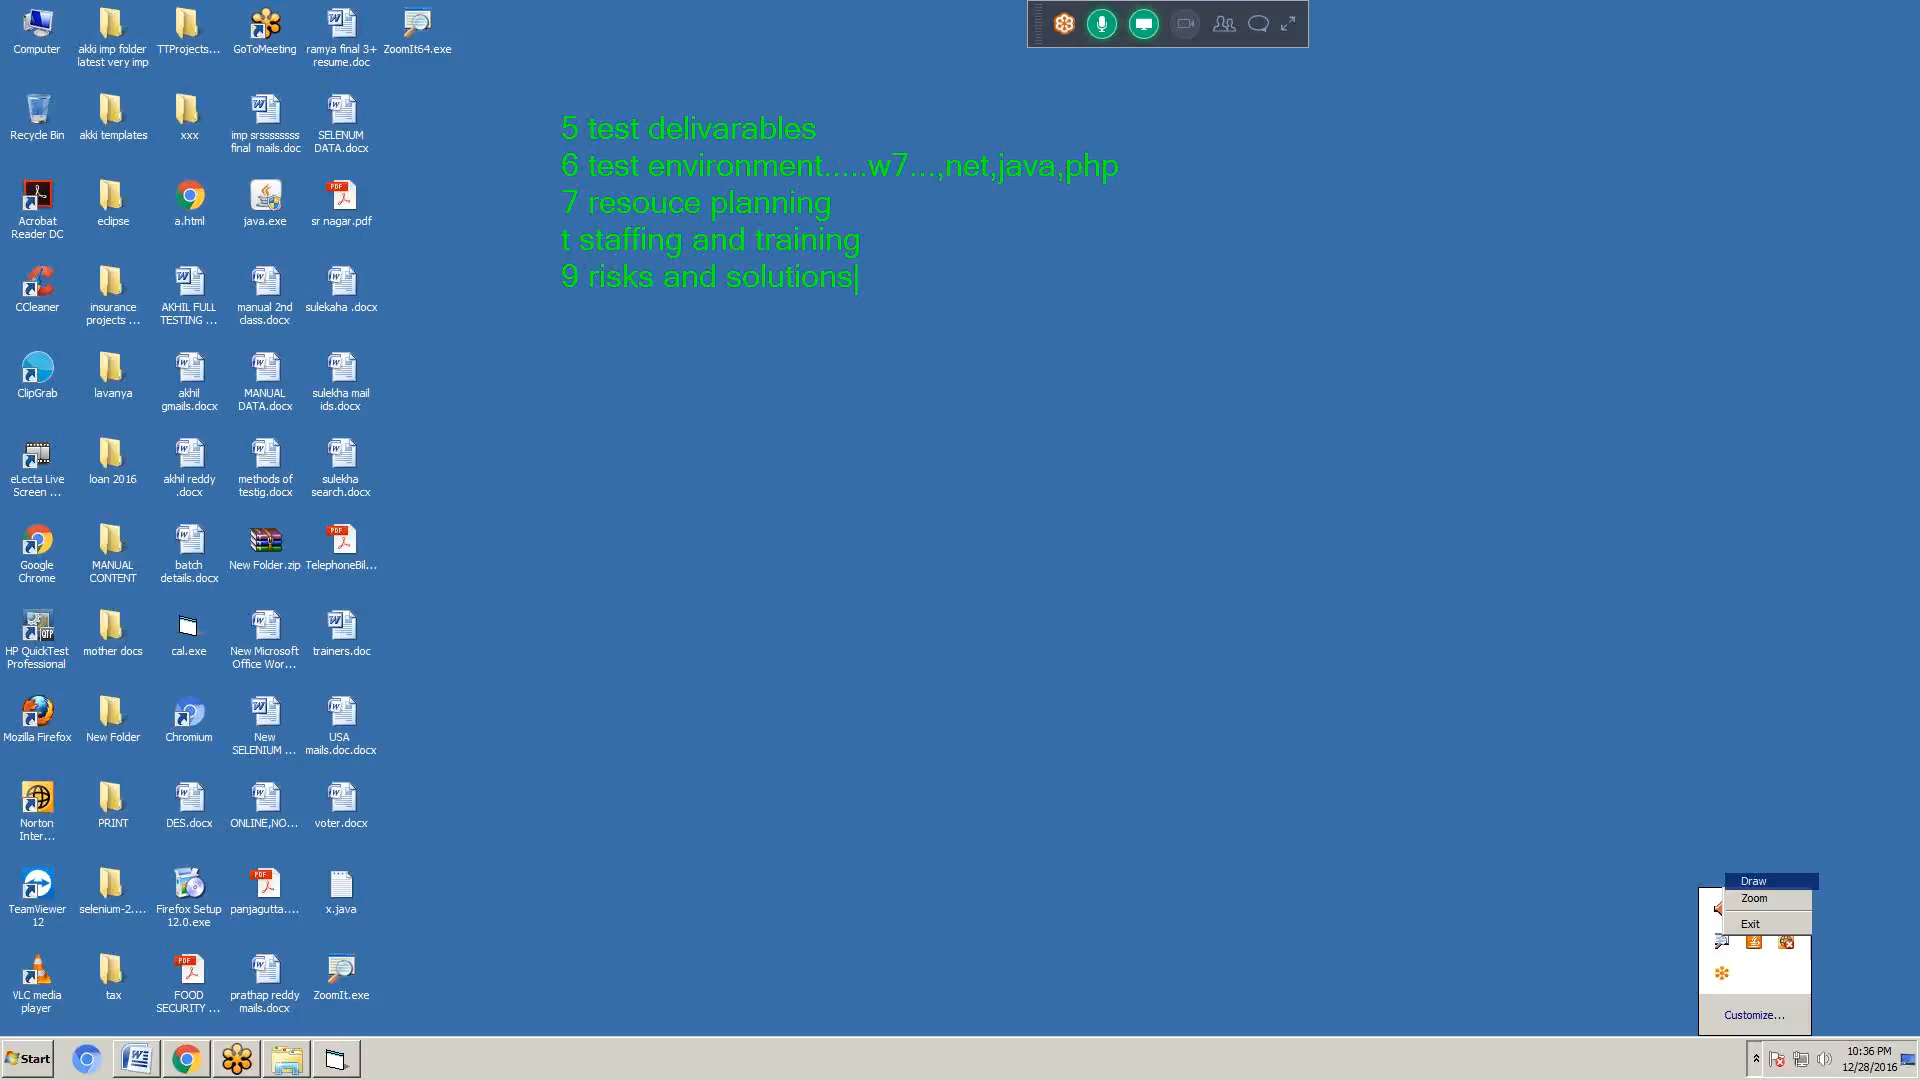 Computer
akki imp folder
latest very imp
TTProjects...
GoToMeeting
ramya final 3+
resume.doc
ZoomIt64.exe
Recycle Bin
akki templates
xxx
imp srsssssssss
final mails.doc
SELENUM
DATA.docx
5 test delivarables
6 test environment.....w7...,net,java,php
7 resouce planning
t staffing and training
9 risks and solutions
Acrobat
Reader DC
eclipse
a.html
java.exe
sr nagar.pdf
CCleaner
insurance
projects ...
AKHIL FULL
TESTING ...
manual 2nd
class.docx
sulekaha .docx
ClipGrab
lavanya
akhil
gmails.docx
MANUAL
DATA.docx
sulekha mail
ids.docx
eLecta Live
Screen ...
loan 2016
akhil reddy
.docx
methods of
testig.docx
sulekha
search.docx
Google
Chrome
MANUAL
CONTENT
batch
details.docx
New Folder.zip
TelephoneBil...
HP QuickTest
Professional
mother docs
cal.exe
New Microsoft
Office Wor...
trainers.doc
Mozilla Firefox
New Folder
Chromium
New
SELENIUM ...
USA
mails.doc.docx
Norton
Inter...
PRINT
DES.docx
ONLINE,NO...
voter.docx
TeamViewer
12
selenium-2....
Firefox Setup
12.0.exe
panjagutta....
x.java
VLC media
player
tax
FOOD
SECURITY ...
prathap reddy
mails.docx
ZoomIt.exe
Draw
Zoom
Exit
Customize...
Start
10:36 PM
12/28/2016